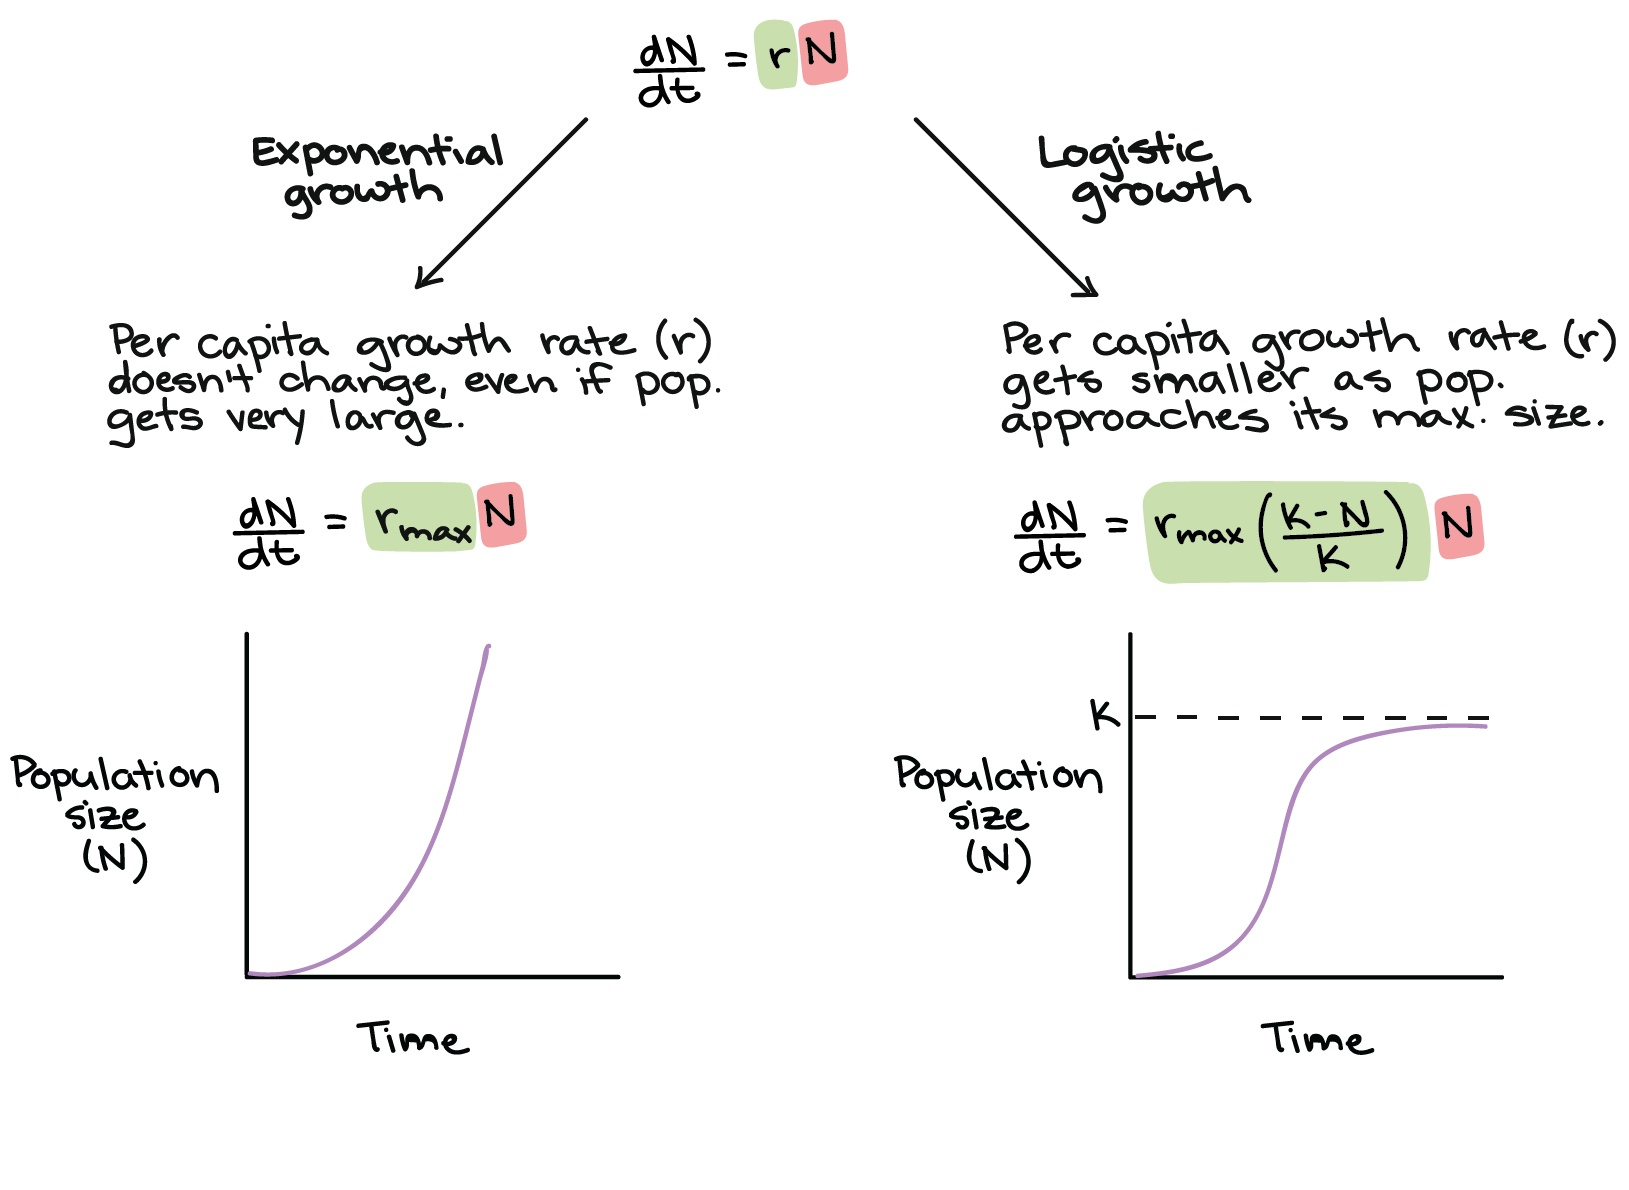 dN/dt = rN
Exponential
growth
Logistic
growth
Per capita growth rate (r)
doesn't change, even if pop.
gets very large.
Per capita growth rate (r)
gets smaller as pop.
approaches its max. size.
dN/dt = rmax N
dN/dt = rmax (K-N/K) N
Population
size
(N)
Time
K
Population
size
(N)
Time